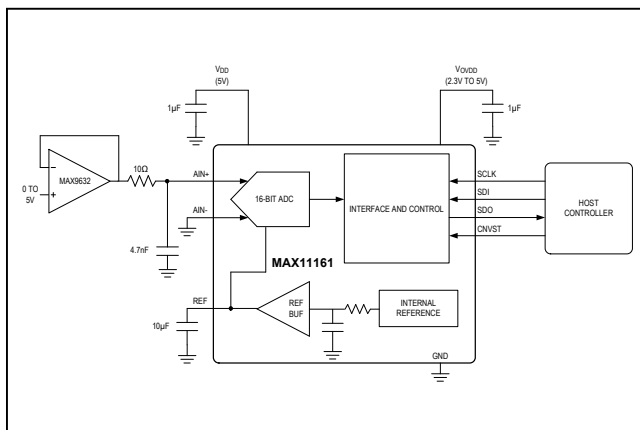 VDD
(5V)
VOVDD
(2.3V TO 5V)
1µF
1µF
MAX9632
0 TO
5V
10Ω
4.7nF
AIN+
AIN-
16-BIT ADC
INTERFACE AND CONTROL
SCLK
SDI
SDO
CNVST
HOST
CONTROLLER
MAX11161
REF
10µF
REF
BUF
INTERNAL
REFERENCE
GND